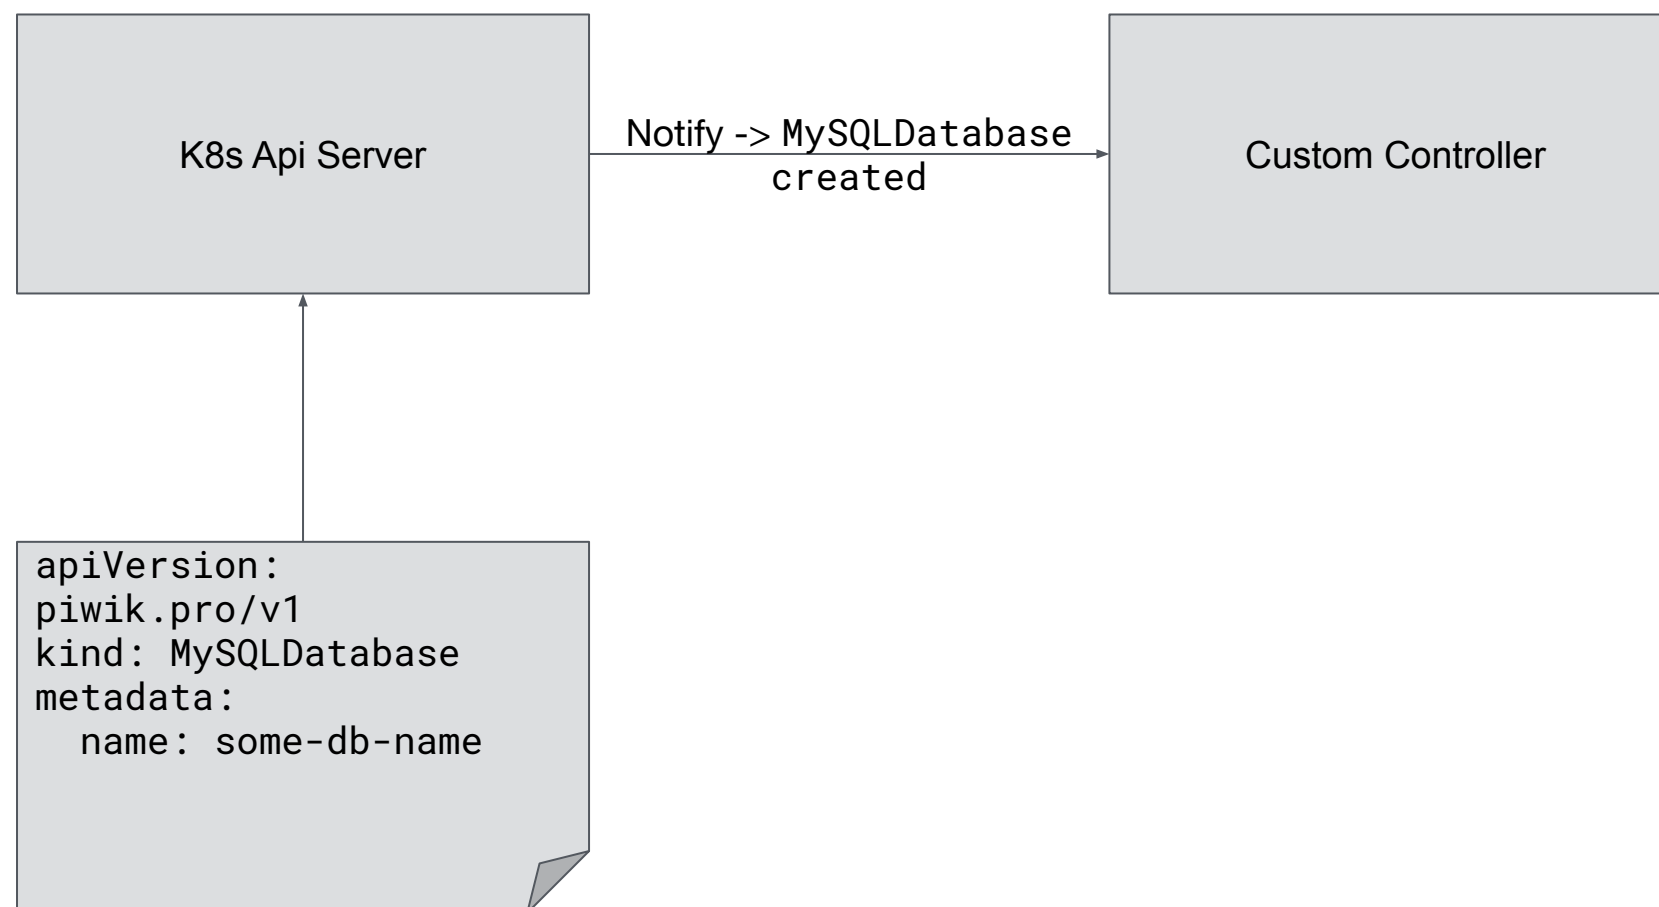 K8s Api Server
Notify -> MySQLDatabase
created
Custom Controller
apiVersion:
piwik.pro/v1
kind: MySQLDatabase
metadata:
  name: some-db-name